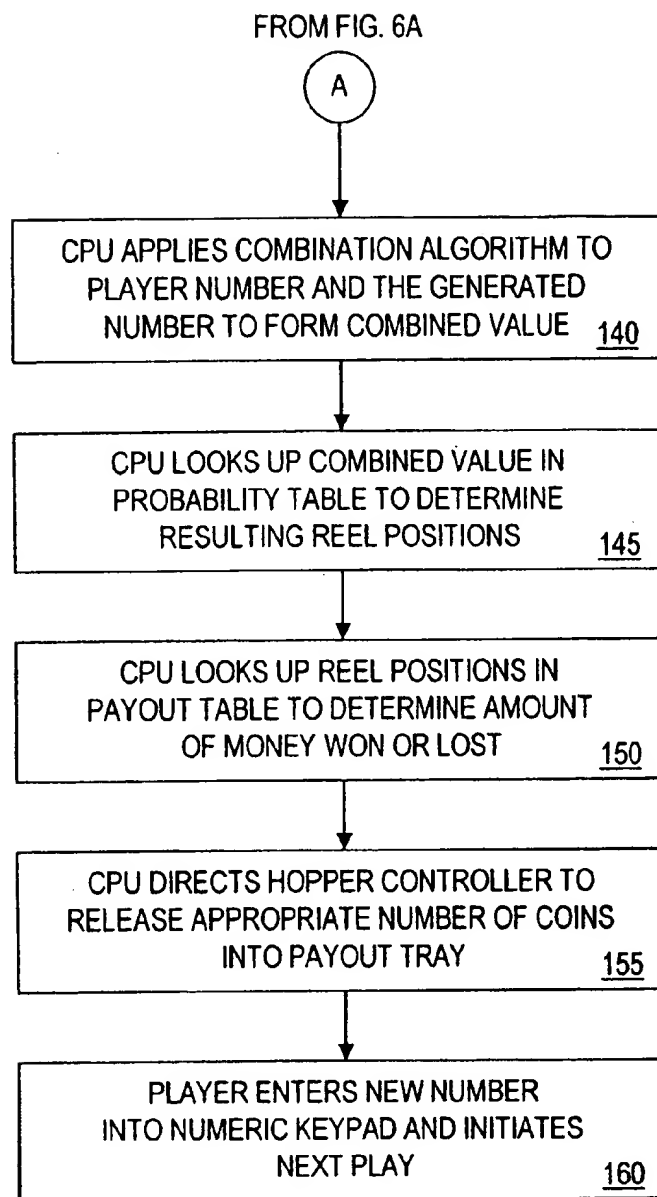 FROM FIG. 6A
A
CPU APPLIES COMBINATION ALGORITHM TO
PLAYER NUMBER AND THE GENERATED
NUMBER TO FORM COMBINED VALUE
140
CPU LOOKS UP COMBINED VALUE IN
PROBABILITY TABLE TO DETERMINE
RESULTING REEL POSITIONS
145
CPU LOOKS UP REEL POSITIONS IN
PAYOUT TABLE TO DETERMINE AMOUNT
OF MONEY WON OR LOST
150
CPU DIRECTS HOPPER CONTROLLER TO
RELEASE APPROPRIATE NUMBER OF COINS
INTO PAYOUT TRAY
155
PLAYER ENTERS NEW NUMBER
INTO NUMERIC KEYPAD AND INITIATES
NEXT PLAY
160